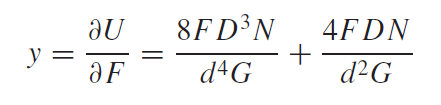 y = ∂U/∂F = 8FD³N/d⁴G + 4FDN/d²G